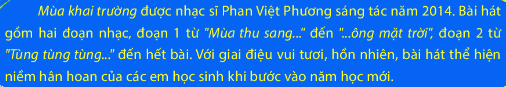 Mùa khai trường được nhạc sĩ Phan Việt Phương sáng tác năm 2014. Bài hát
gồm hai đoạn nhạc, đoạn 1 từ "Mùa thu sang..." đến "...ông mặt trời", đoạn 2 từ
"Tùng tùng tùng..." đến hết bài. Với giai điệu vui tươi, hồn nhiên, bài hát thể hiện
niềm hân hoan của các em học sinh khi bước vào năm học mới.